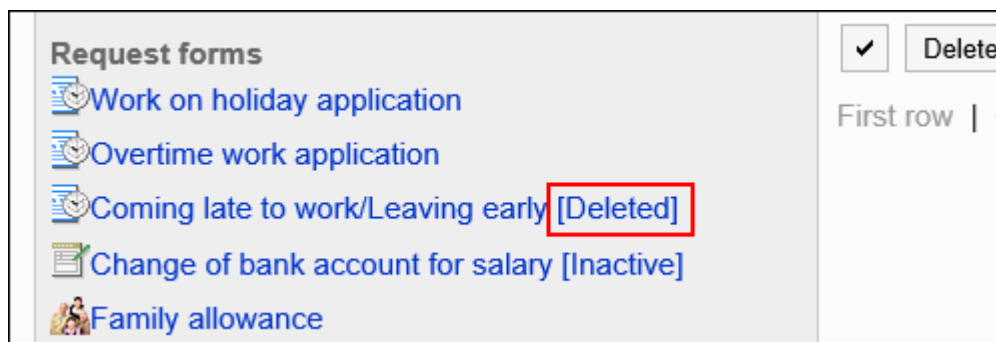 Request forms
Work on holiday application
Overtime work application
Coming late to work/Leaving early [Deleted]
Change of bank account for salary [Inactive]
Family allowance
Delete
First row |